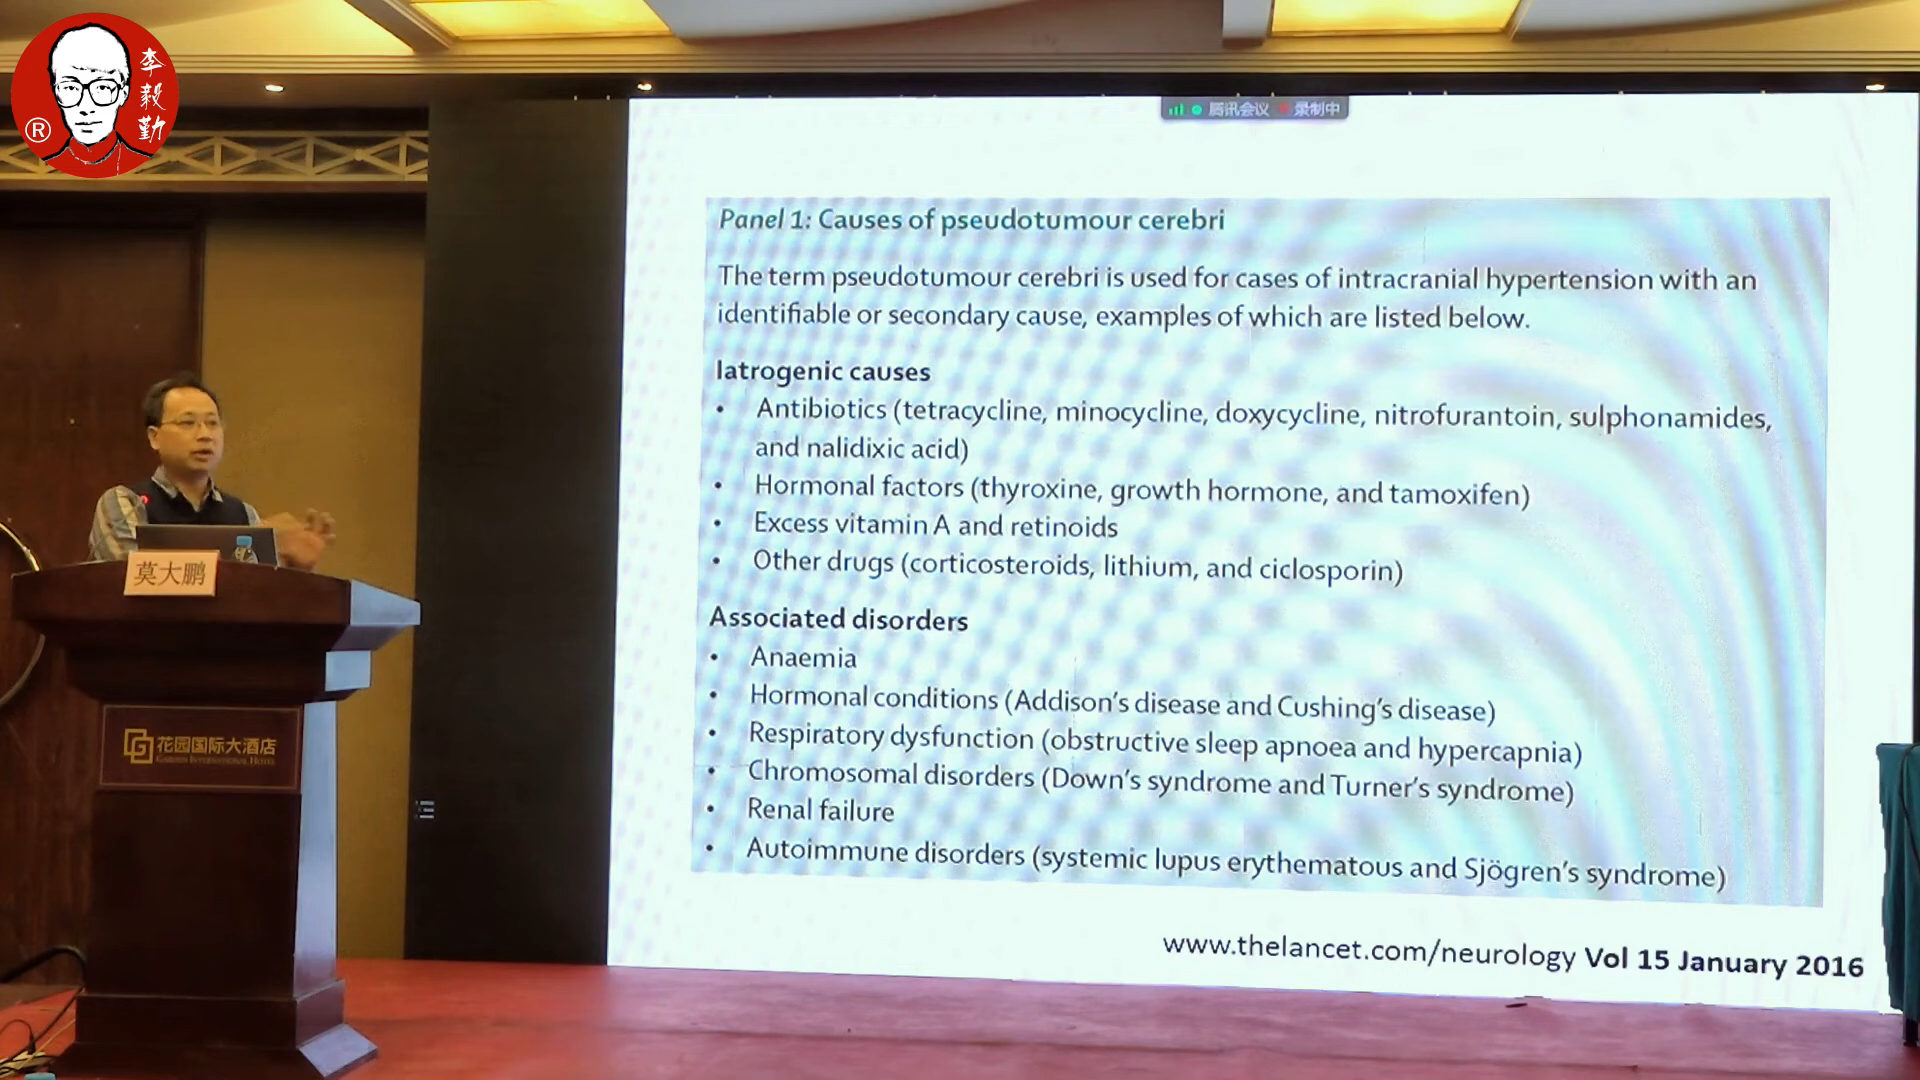 李毅勤
®
腾讯会议 录制中
Panel 1: Causes of pseudotumour cerebri
The term pseudotumour cerebri is used for cases of intracranial hypertension with an
identifiable or secondary cause, examples of which are listed below.
Iatrogenic causes
• Antibiotics (tetracycline, minocycline, doxycycline, nitrofurantoin, sulphonamides,
and nalidixic acid)
• Hormonal factors (thyroxine, growth hormone, and tamoxifen)
• Excess vitamin A and retinoids
• Other drugs (corticosteroids, lithium, and ciclosporin)
Associated disorders
• Anaemia
• Hormonal conditions (Addison's disease and Cushing's disease)
• Respiratory dysfunction (obstructive sleep apnoea and hypercapnia)
• Chromosomal disorders (Down's syndrome and Turner's syndrome)
• Renal failure
• Autoimmune disorders (systemic lupus erythematous and Sjögren's syndrome)
www.thelancet.com/neurology Vol 15 January 2016
莫大鹏
花园国际大酒店
GARDEN INTERNATIONAL HOTEL